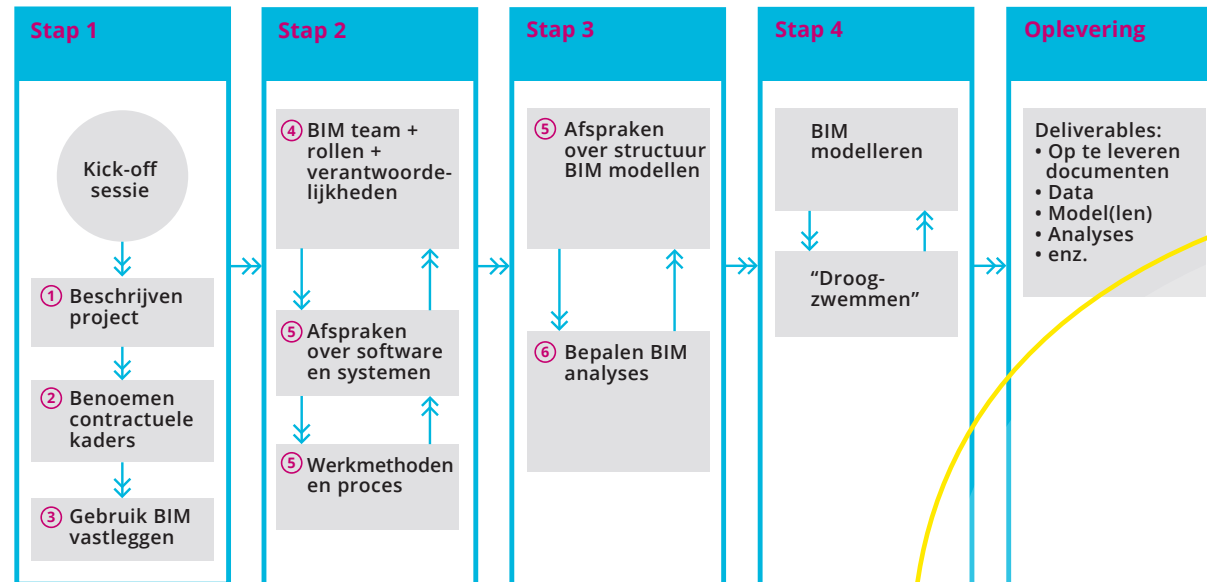 Stap 1
Kick-off
sessie
1 Beschrijven
project
2 Benoemen
contractuele
kaders
3 Gebruik BIM
vastleggen
Stap 2
4 BIM team +
rollen +
verantwoorde-
lijkheden
5 Afspraken
over software
en systemen
5 Werkmethoden
en proces
Stap 3
5 Afspraken
over structuur
BIM modellen
6 Bepalen BIM
analyses
Stap 4
BIM
modelleren
“Droog-
zwemmen”
Oplevering
Deliverables:
• Op te leveren
documenten
• Data
• Model(len)
• Analyses
• enz.